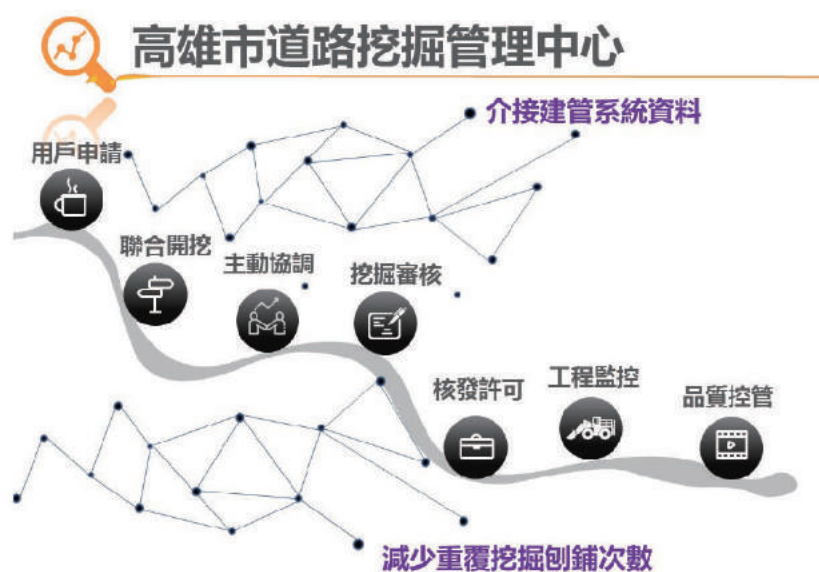 高雄市道路挖掘管理中心
介接建管系統資料
用戶申請
聯合開挖
主動協調
挖掘審核
核發許可
工程監控
品質控管
減少重覆挖掘刨鋪次數